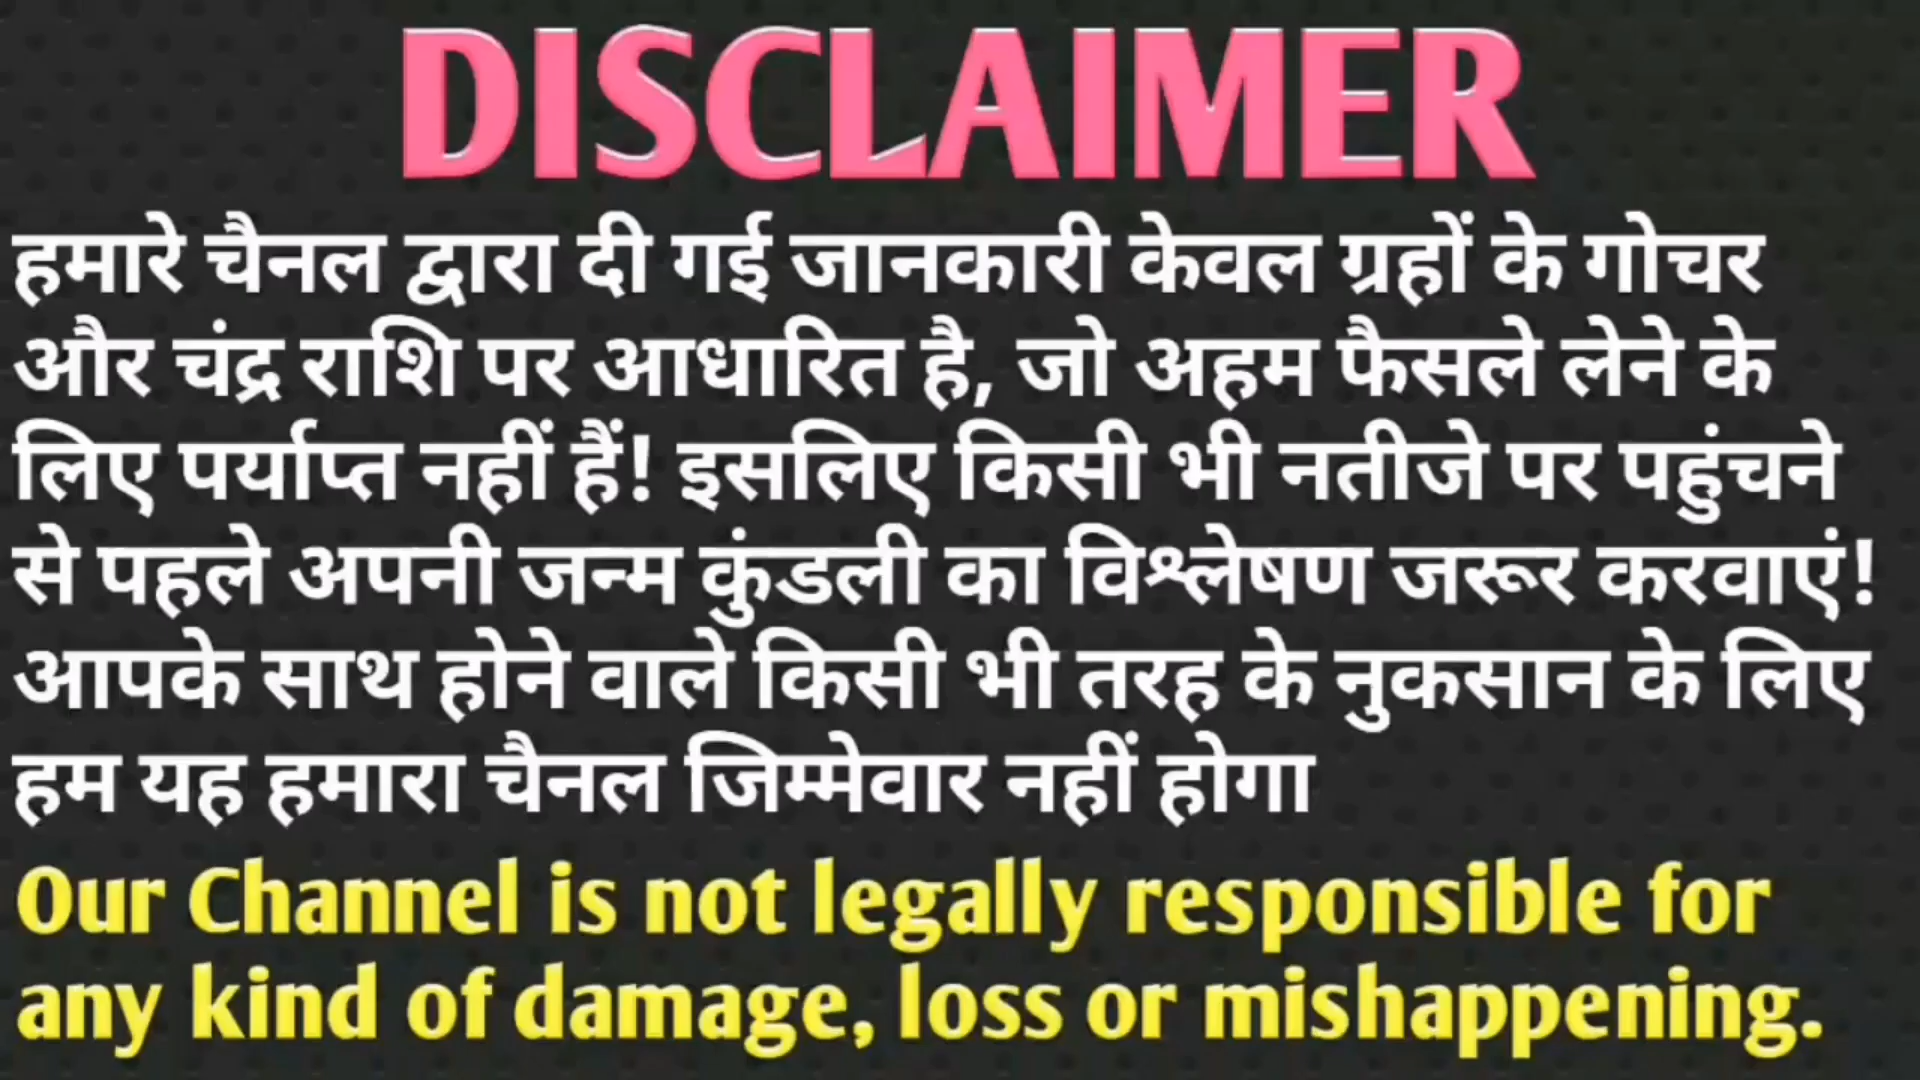 DISCLAIMER
हमारे चैनल द्वारा दी गई जानकारी केवल ग्रहों के गोचर
और चंद्र राशि पर आधारित है, जो अहम फैसले लेने के
लिए पर्याप्त नहीं हैं! इसलिए किसी भी नतीजे पर पहुंचने
से पहले अपनी जन्म कुंडली का विश्लेषण जरूर करवाएं!
आपके साथ होने वाले किसी भी तरह के नुकसान के लिए
हम यह हमारा चैनल जिम्मेवार नहीं होगा
Our Channel is not legally responsible for
any kind of damage, loss or mishappening.